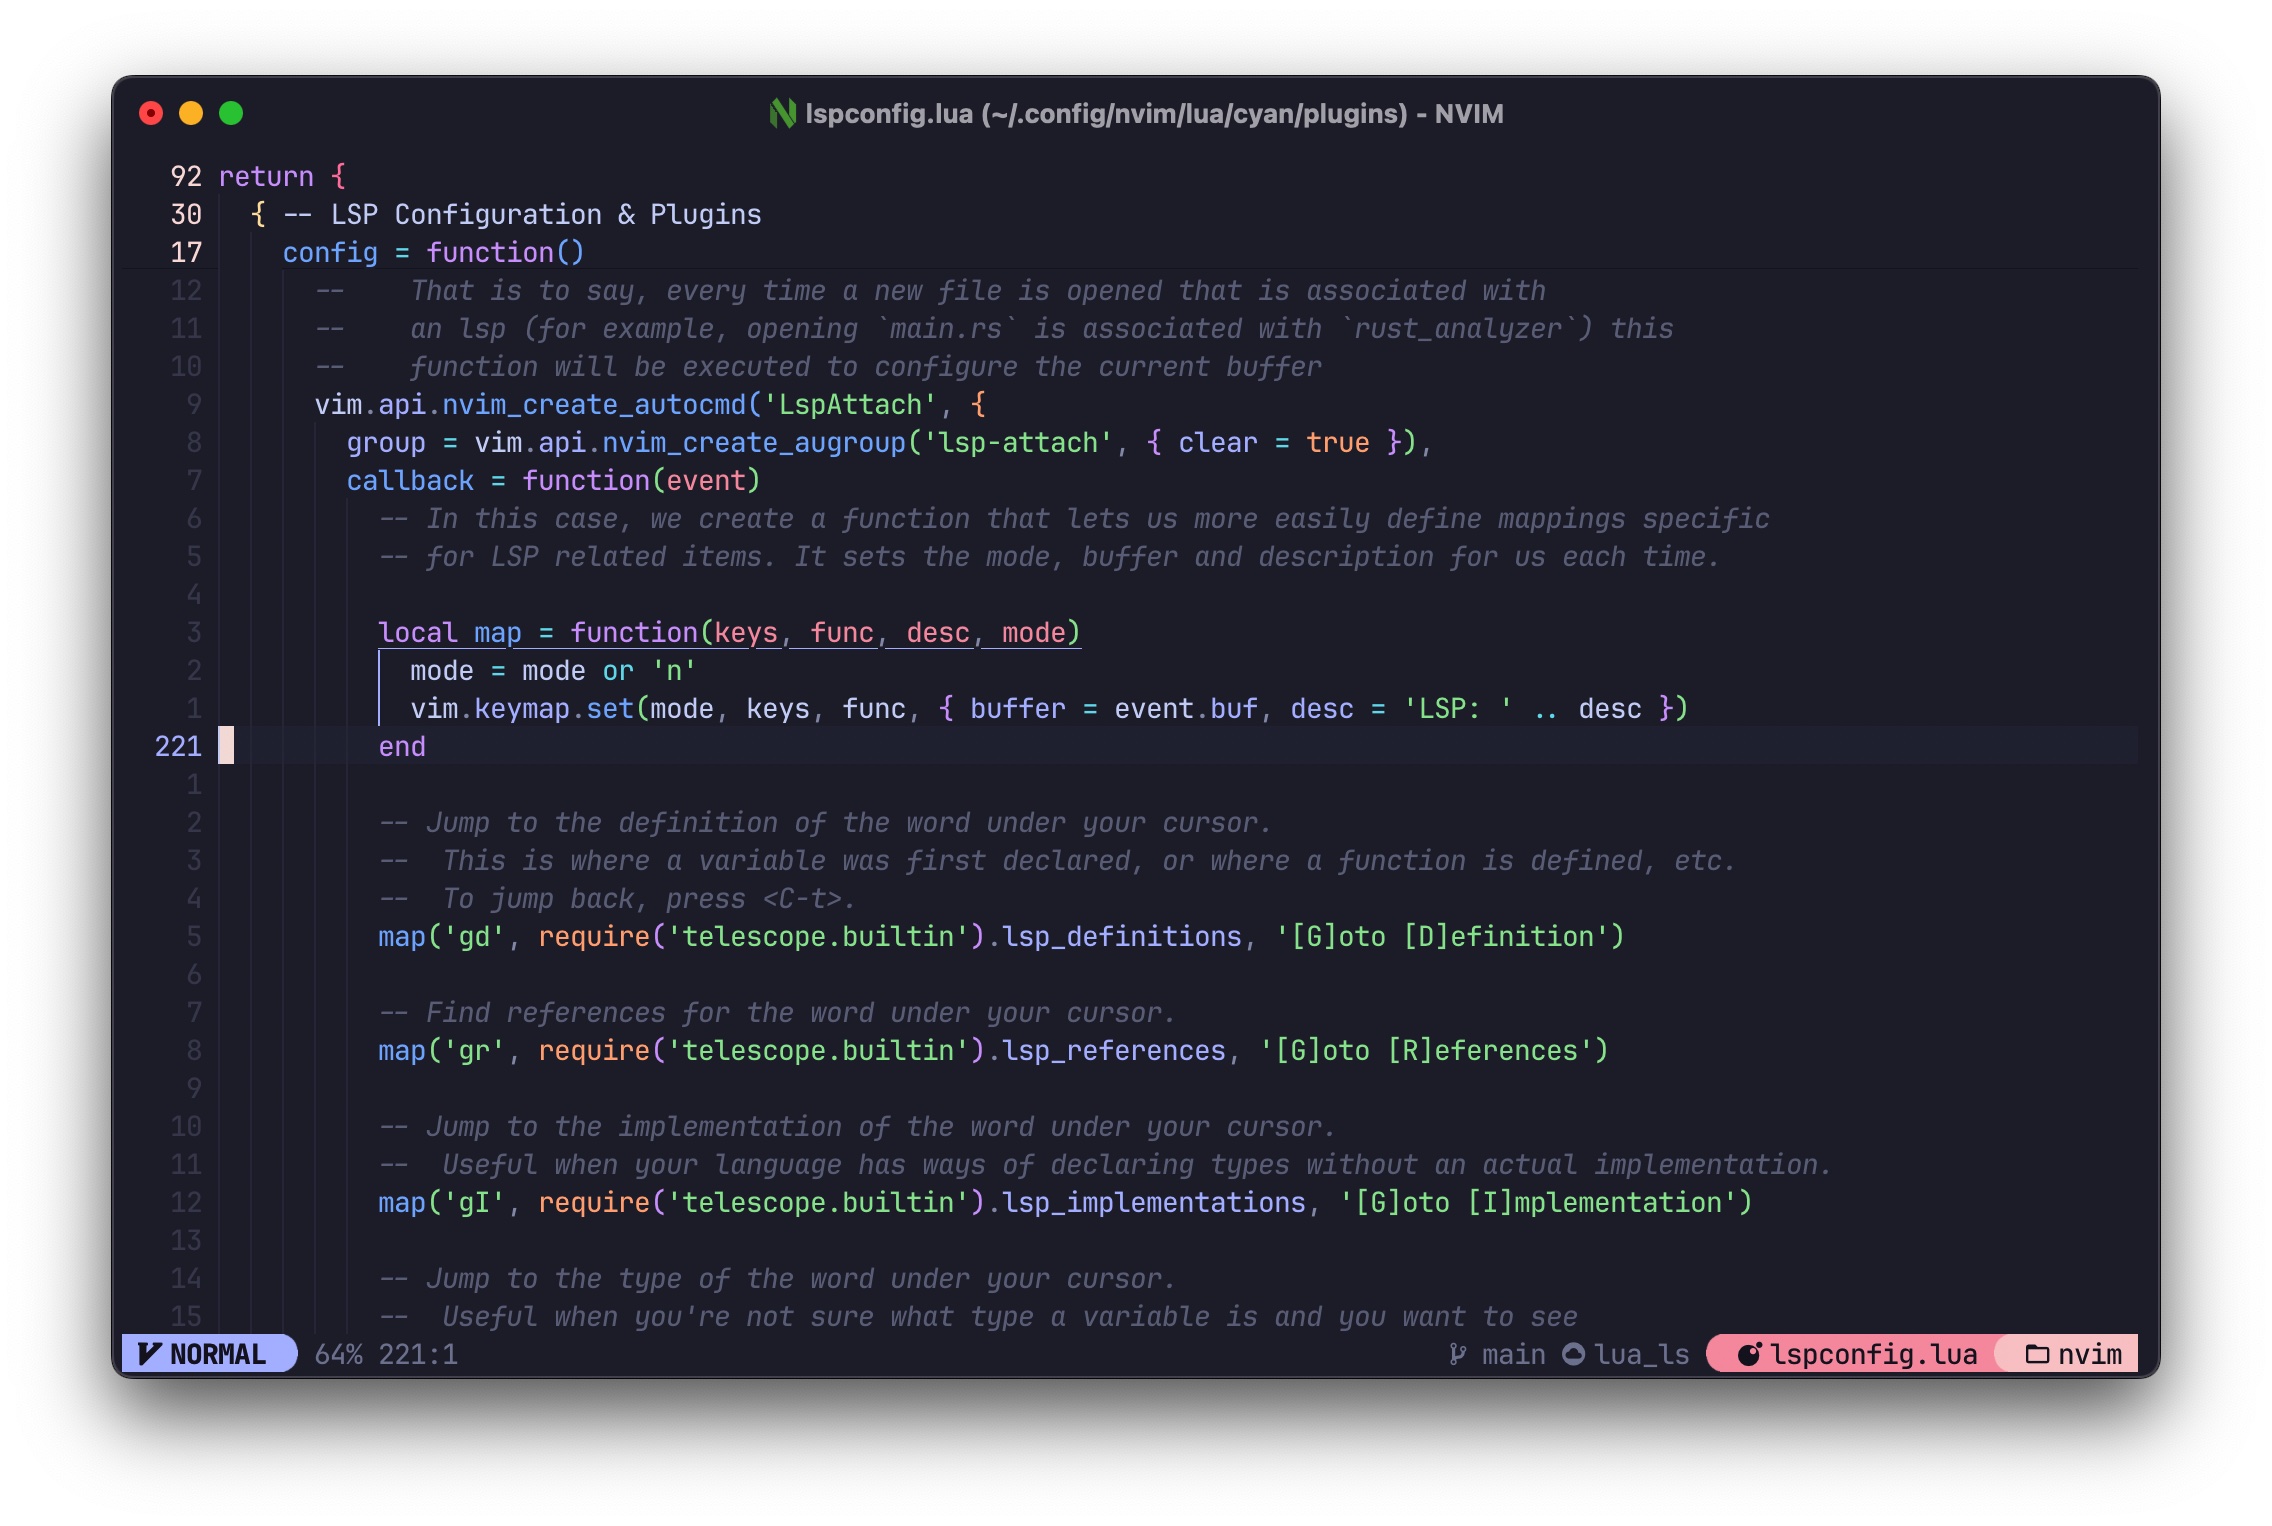 lspconfig.lua (~/.config/nvim/lua/cyan/plugins) - NVIM
92 return {
30   { -- LSP Configuration & Plugins
17     config = function()
12       --    That is to say, every time a new file is opened that is associated with
11       --    an lsp (for example, opening `main.rs` is associated with `rust_analyzer`) this
10       --    function will be executed to configure the current buffer
9       vim.api.nvim_create_autocmd('LspAttach', {
8         group = vim.api.nvim_create_augroup('lsp-attach', { clear = true }),
7         callback = function(event)
6           -- In this case, we create a function that lets us more easily define mappings specific
5           -- for LSP related items. It sets the mode, buffer and description for us each time.
4
3           local map = function(keys, func, desc, mode)
2             mode = mode or 'n'
1             vim.keymap.set(mode, keys, func, { buffer = event.buf, desc = 'LSP: ' .. desc })
221           end
1
2           -- Jump to the definition of the word under your cursor.
3           --  This is where a variable was first declared, or where a function is defined, etc.
4           --  To jump back, press <C-t>.
5           map('gd', require('telescope.builtin').lsp_definitions, '[G]oto [D]efinition')
6
7           -- Find references for the word under your cursor.
8           map('gr', require('telescope.builtin').lsp_references, '[G]oto [R]eferences')
9
10           -- Jump to the implementation of the word under your cursor.
11           --  Useful when your language has ways of declaring types without an actual implementation.
12           map('gI', require('telescope.builtin').lsp_implementations, '[G]oto [I]mplementation')
13
14           -- Jump to the type of the word under your cursor.
15           --  Useful when you're not sure what type a variable is and you want to see
NORMAL 64% 221:1 main lua_ls lspconfig.lua nvim